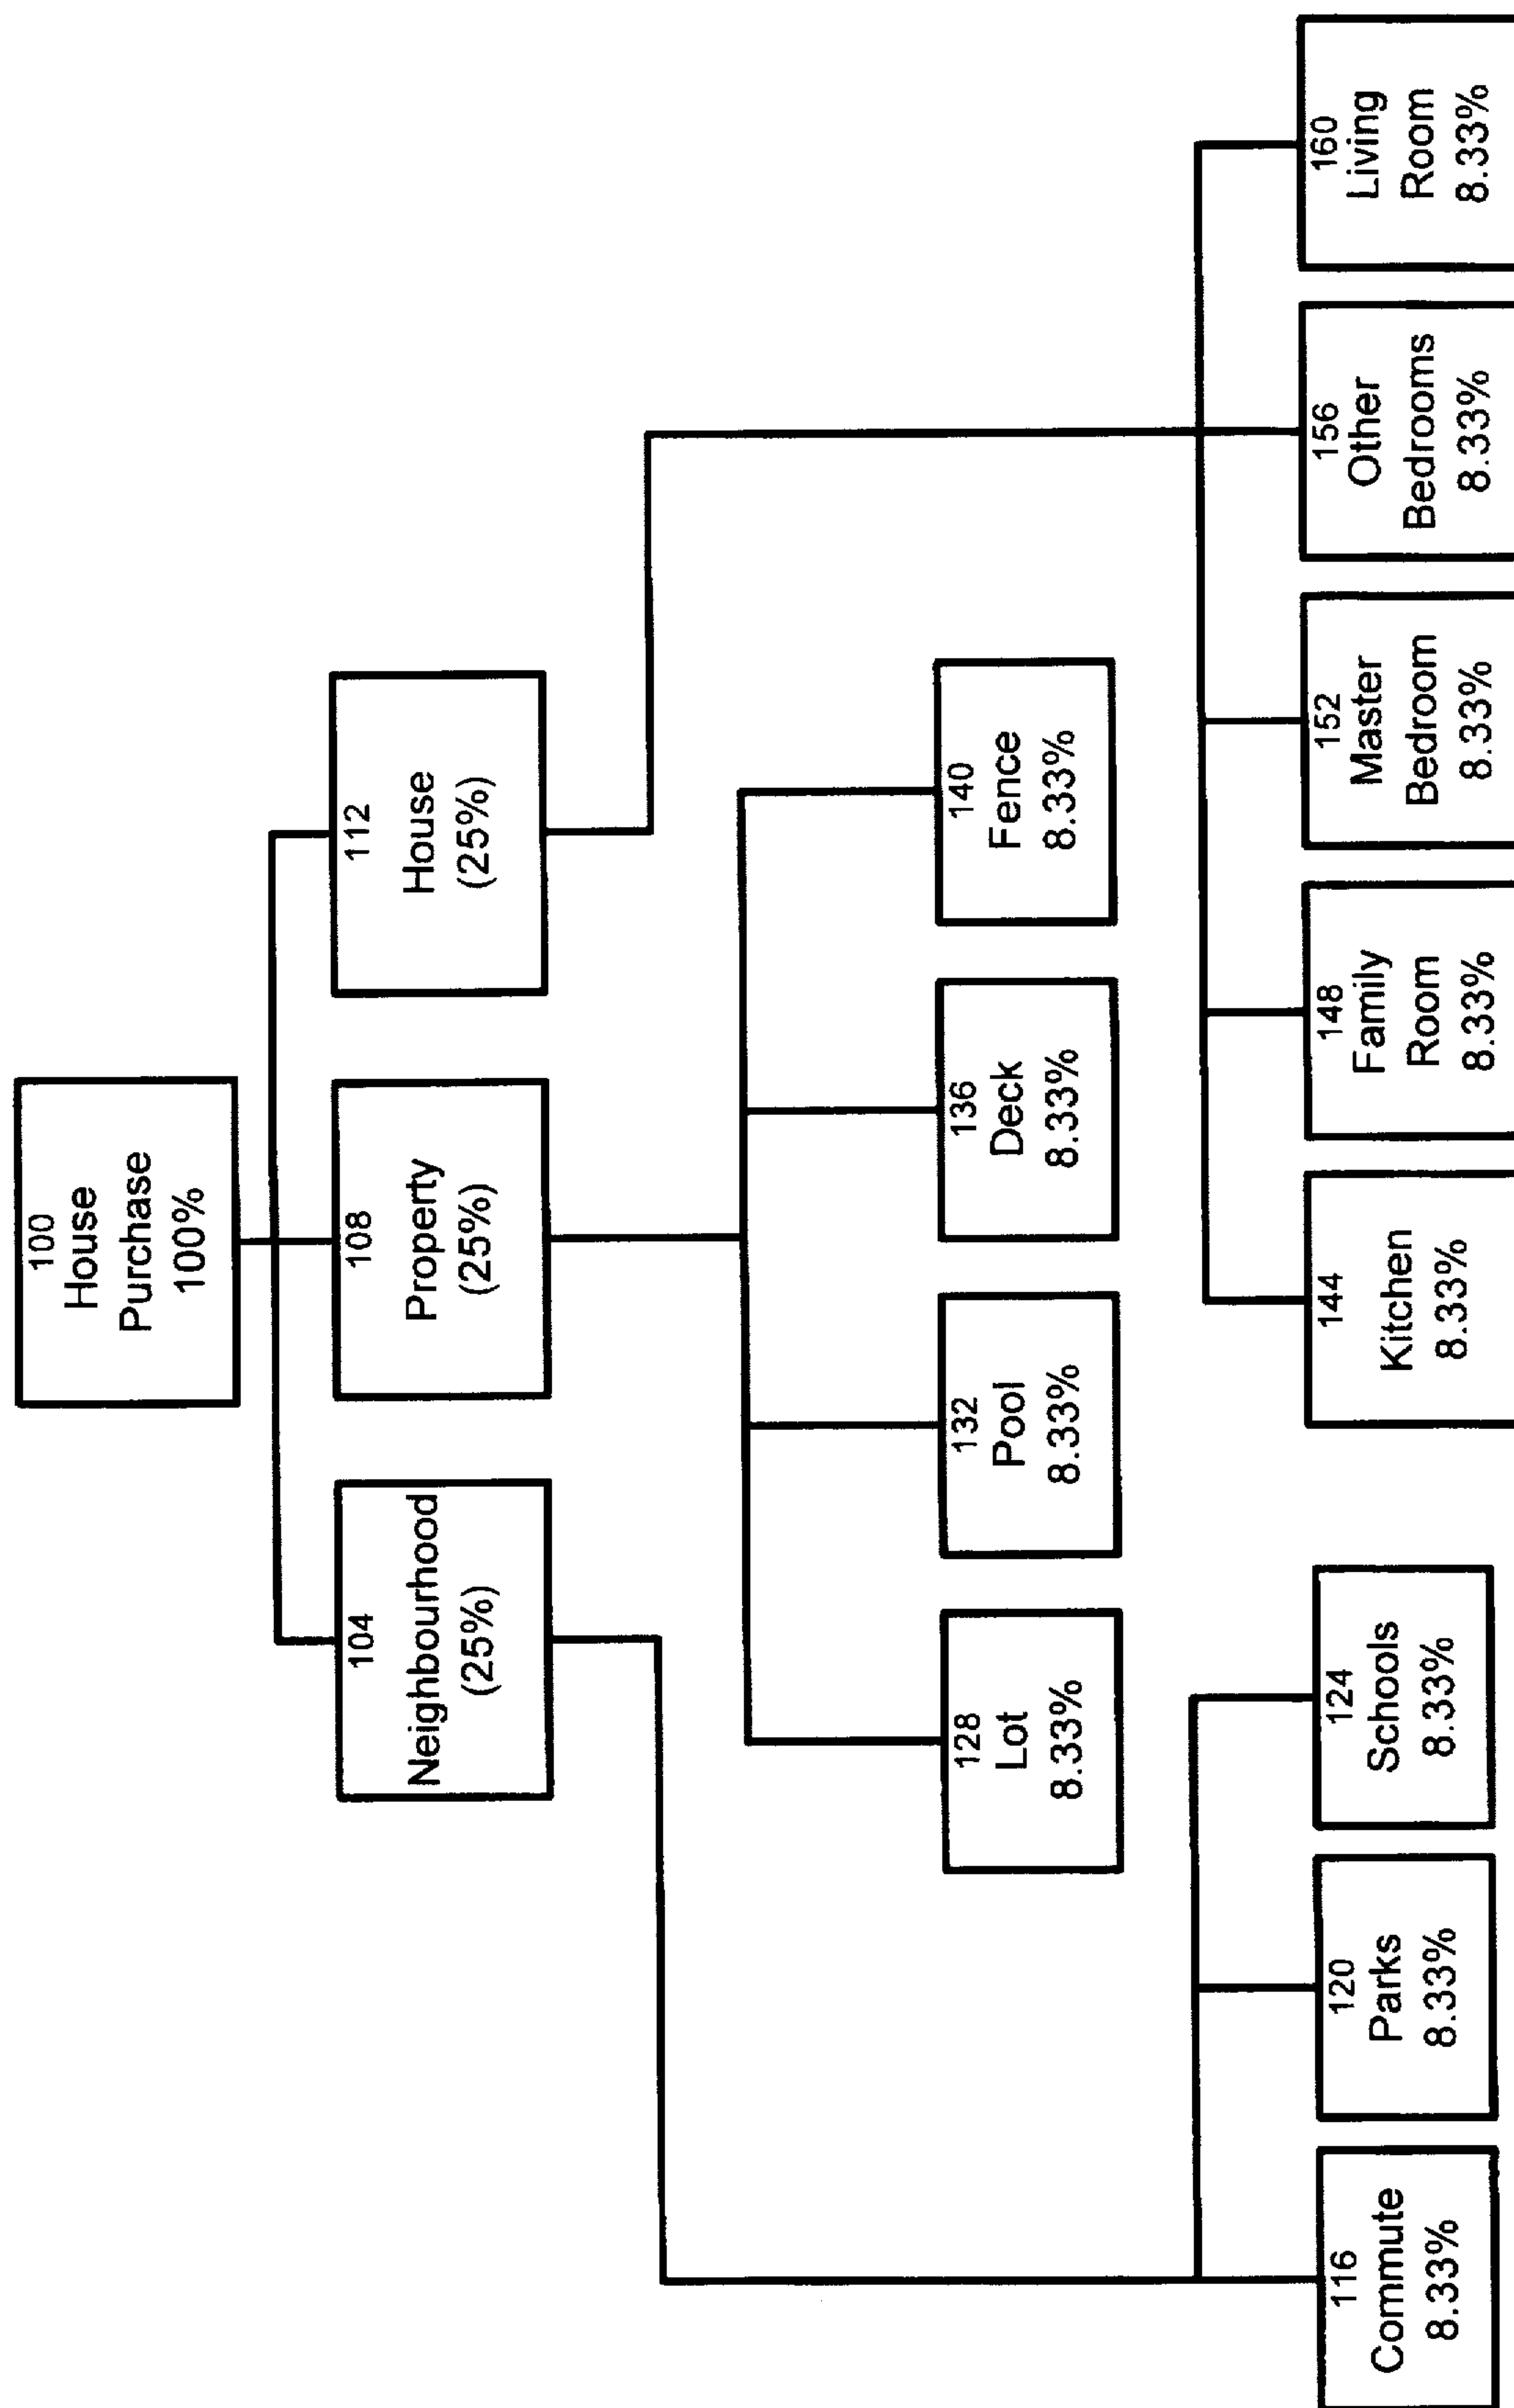 100
House
Purchase
100%
104
Neighbourhood
(25%)
108
Property
(25%)
112
House
(25%)
128
Lot
8.33%
132
Pool
8.33%
136
Deck
8.33%
140
Fence
8.33%
116
Commute
8.33%
120
Parks
8.33%
124
Schools
8.33%
144
Kitchen
8.33%
148
Family
Room
8.33%
152
Master
Bedroom
8.33%
156
Other
Bedrooms
8.33%
160
Living
Room
8.33%